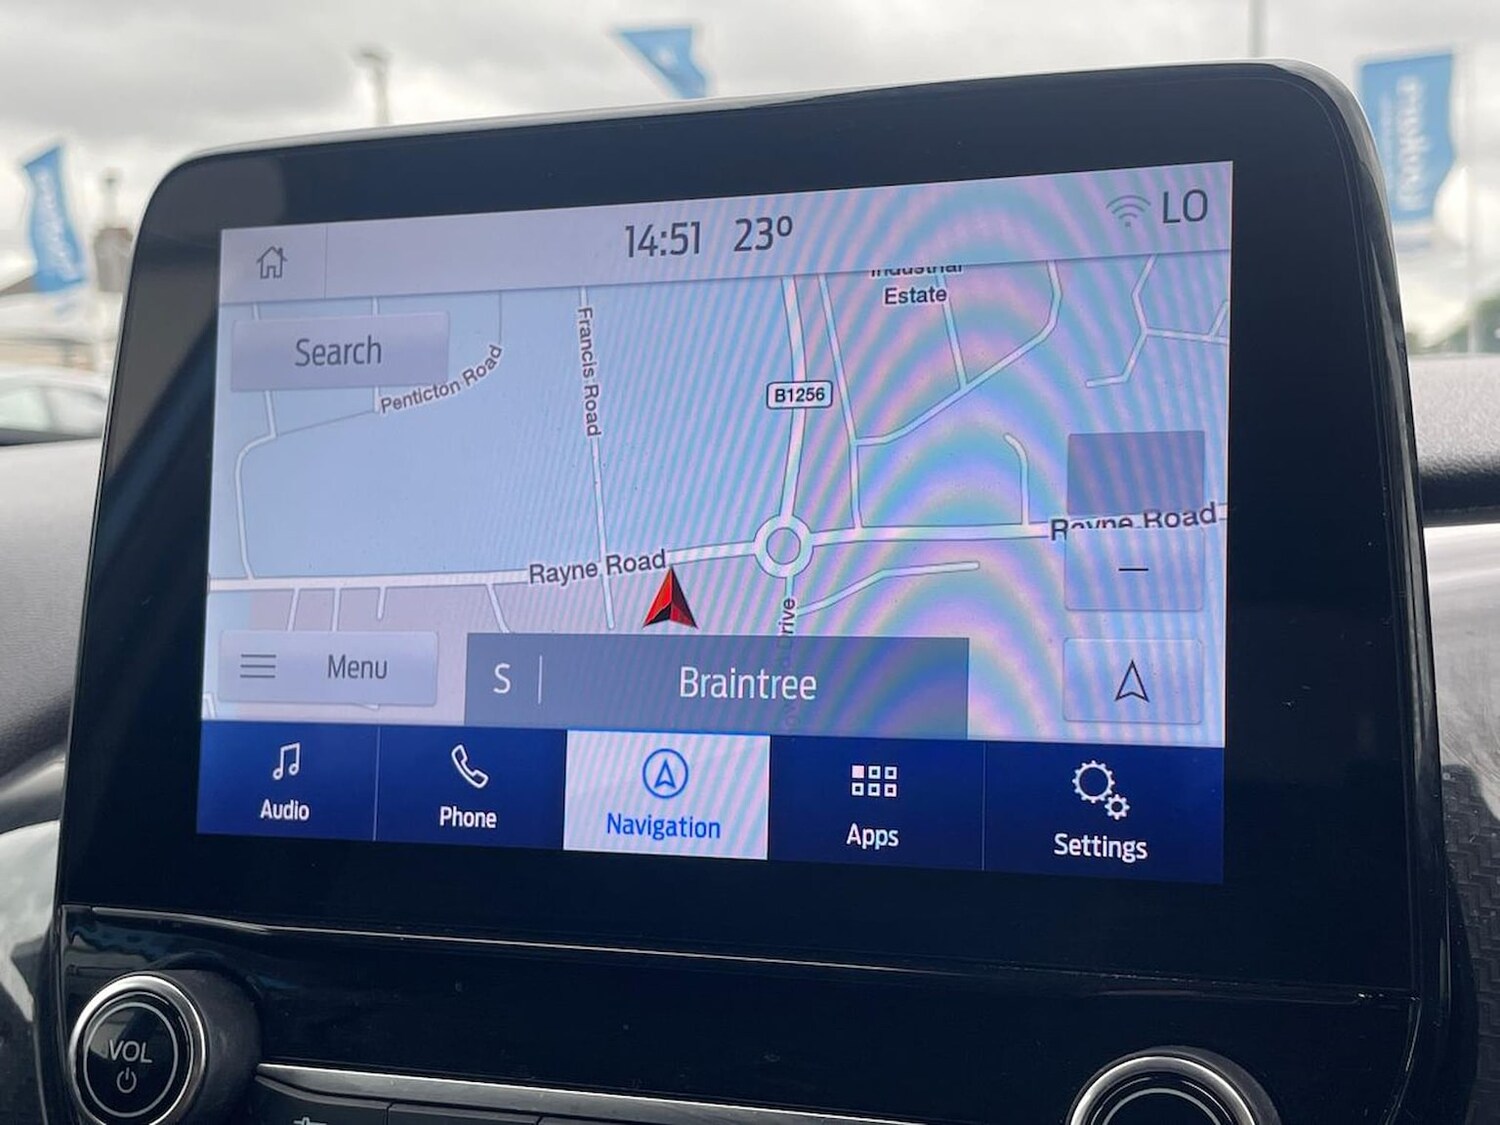 14:51 23º
LO
Industrial
Estate
Search
Penticton Road
Francis Road
B1256
Rayne Road
Rayne Road
Menu
S
Braintree
Audio
Phone
Navigation
Apps
Settings
VOL